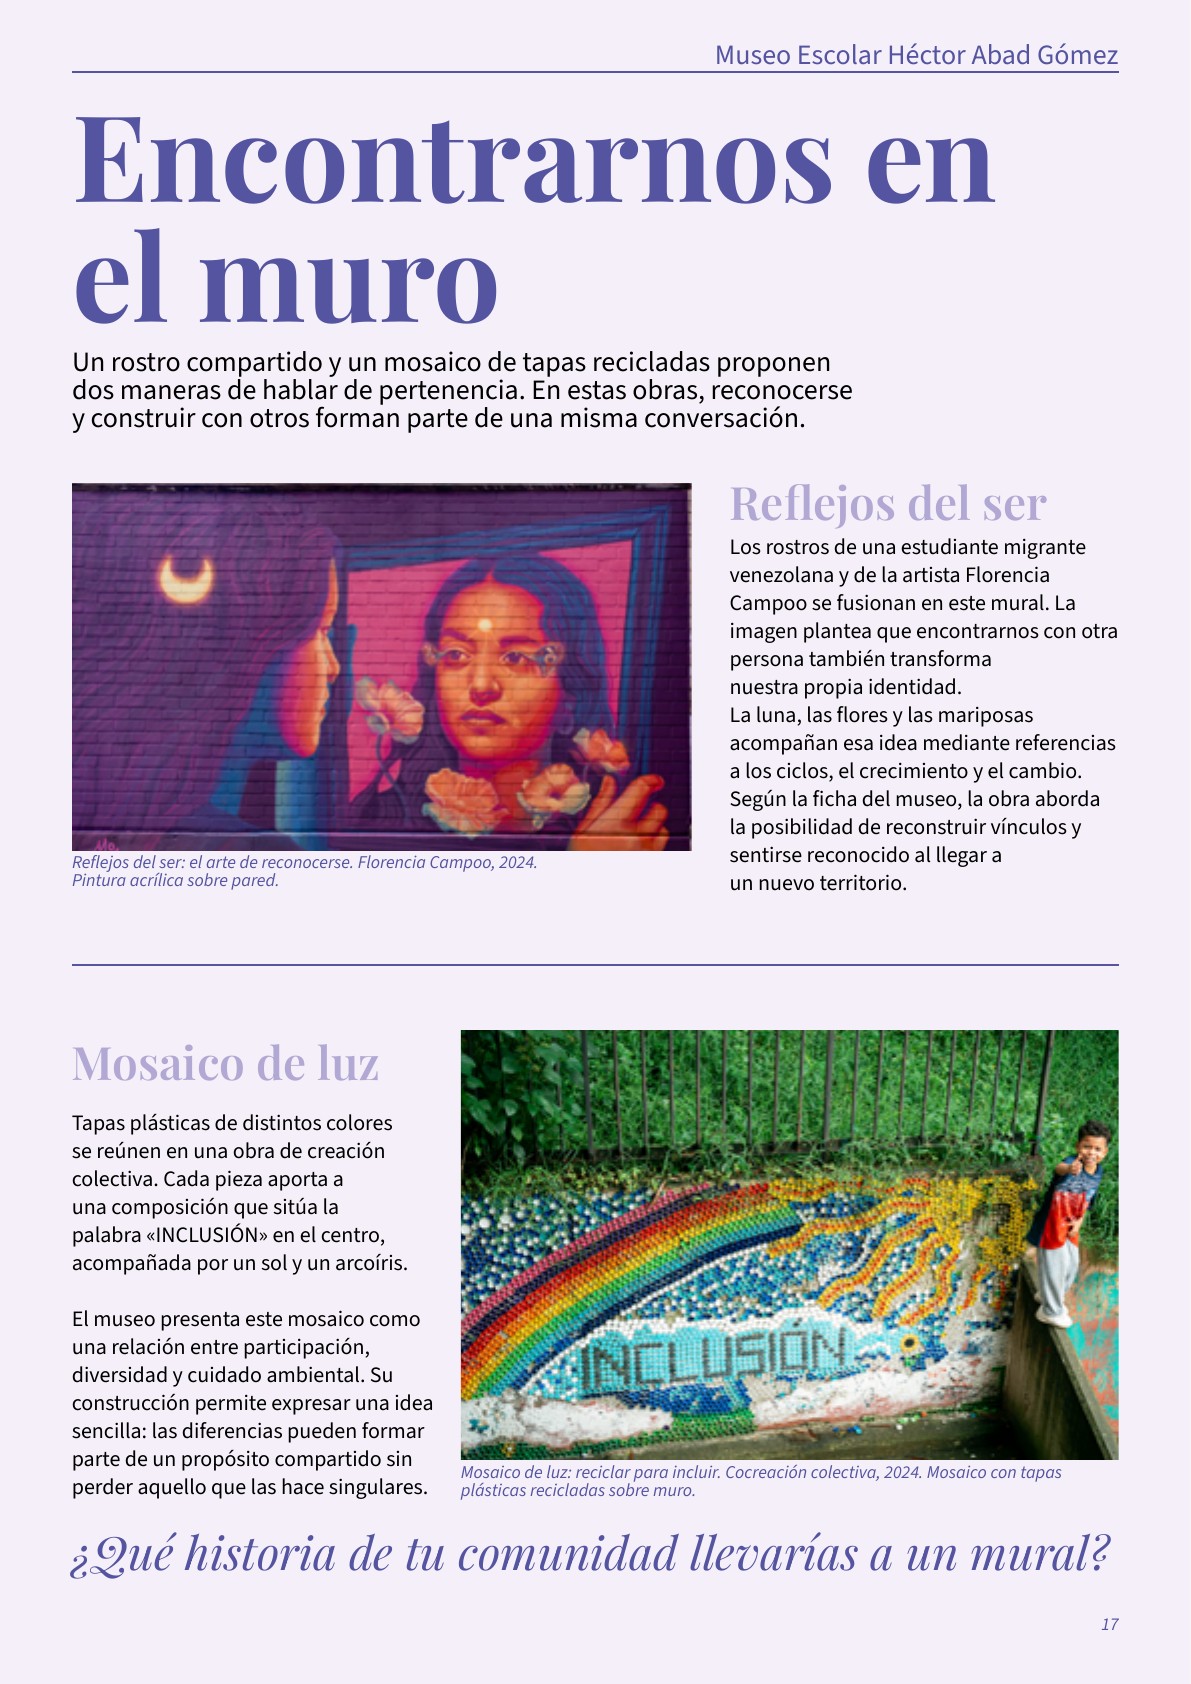 Museo Escolar Héctor Abad Gómez
Encontrarnos en
el muro
Un rostro compartido y un mosaico de tapas recicladas proponen
dos maneras de hablar de pertenencia. En estas obras, reconocerse
y construir con otros forman parte de una misma conversación.
Reflejos del ser
Los rostros de una estudiante migrante
venezolana y de la artista Florencia
Campoo se fusionan en este mural. La
imagen plantea que encontrarnos con otra
persona también transforma
nuestra propia identidad.
La luna, las flores y las mariposas
acompañan esa idea mediante referencias
a los ciclos, el crecimiento y el cambio.
Según la ficha del museo, la obra aborda
la posibilidad de reconstruir vínculos y
sentirse reconocido al llegar a
un nuevo territorio.
Reflejos del ser: el arte de reconocerse. Florencia Campoo, 2024.
Pintura acrílica sobre pared.
Mosaico de luz
Tapas plásticas de distintos colores
se reúnen en una obra de creación
colectiva. Cada pieza aporta a
una composición que sitúa la
palabra «INCLUSIÓN» en el centro,
acompañada por un sol y un arcoíris.
El museo presenta este mosaico como
una relación entre participación,
diversidad y cuidado ambiental. Su
construcción permite expresar una idea
sencilla: las diferencias pueden formar
parte de un propósito compartido sin
perder aquello que las hace singulares.
INCLUSIÓN
Mosaico de luz: reciclar para incluir. Cocreación colectiva, 2024. Mosaico con tapas
plásticas recicladas sobre muro.
¿Qué historia de tu comunidad llevarías a un mural?
17